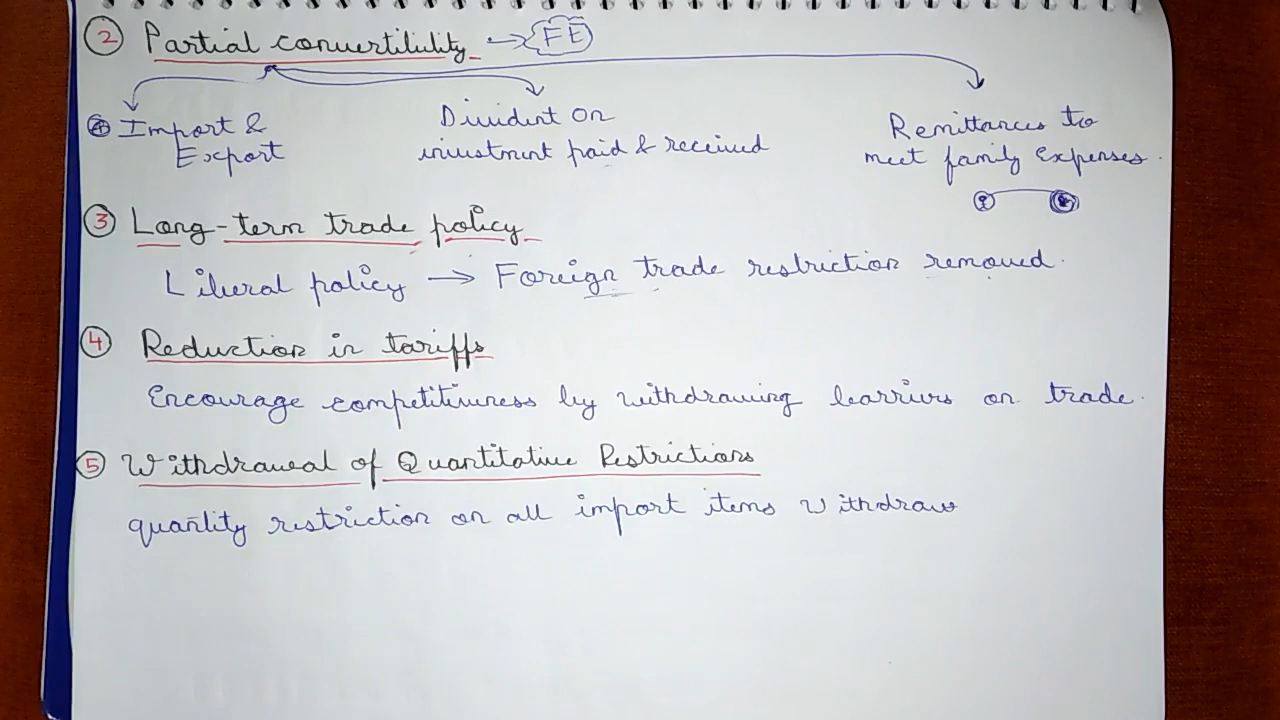 ② Partial convertibility → FE
Import &
Export
Divident on
investment paid & received
Remittances to
meet family Expenses.
③ Long-term trade policy
Liberal policy → Foreign trade restriction removed.
④ Reduction in tariffs
Encourage competitiveness by withdrawing barriers on trade.
⑤ Withdrawal of Quantitative Restrictions
quantity restriction on all import items withdraw